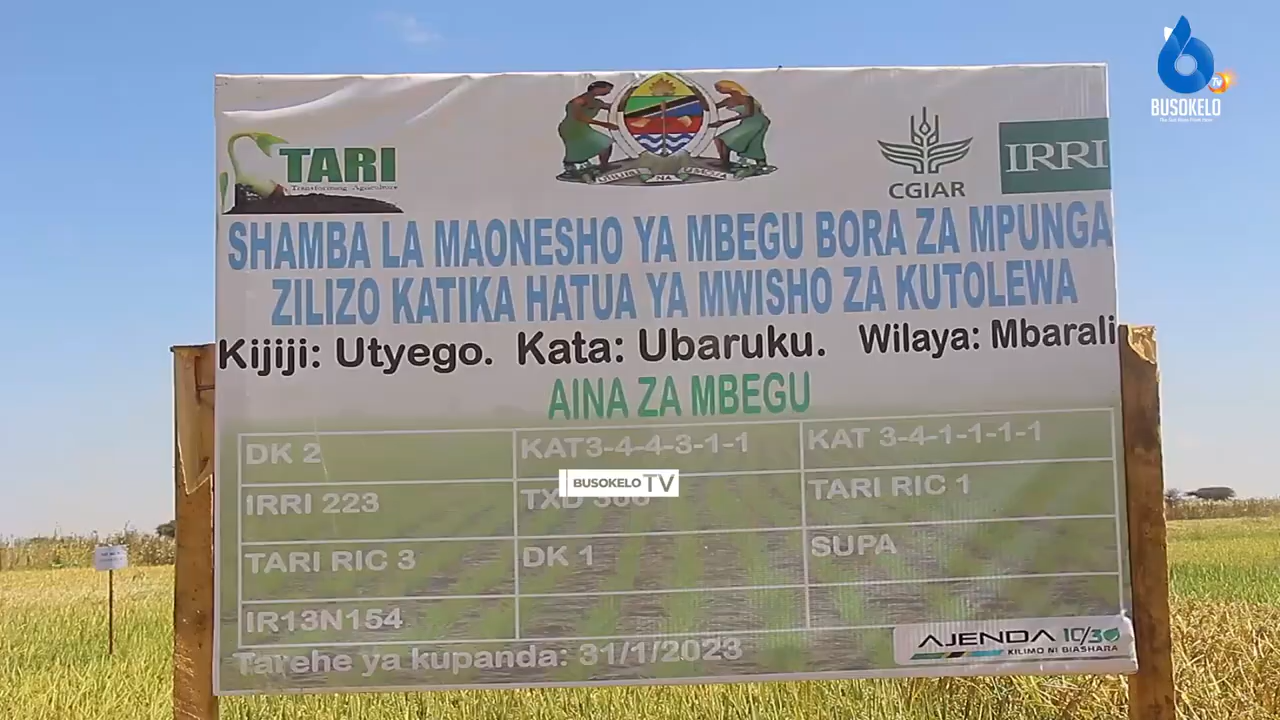 BUSOKELO
TARI
Transforming Agriculture
UHURU NA UMOJA
CGIAR
IRRI
SHAMBA LA MAONESHO YA MBEGU BORA ZA MPUNGA
ZILIZO KATIKA HATUA YA MWISHO ZA KUTOLEWA
Kijiji: Utyego. Kata: Ubaruku. Wilaya: Mbarali
AINA ZA MBEGU
DK 2 KAT3-4-4-3-1-1 KAT 3-4-1-1-1-1
BUSOKELO TV
IRRI 223 TXD 306 TARI RIC 1
TARI RIC 3 DK 1 SUPA
IR13N154
Tarehe ya kupanda: 31/1/2023
AJENDA 10/30
KILIMO NI BIASHARA